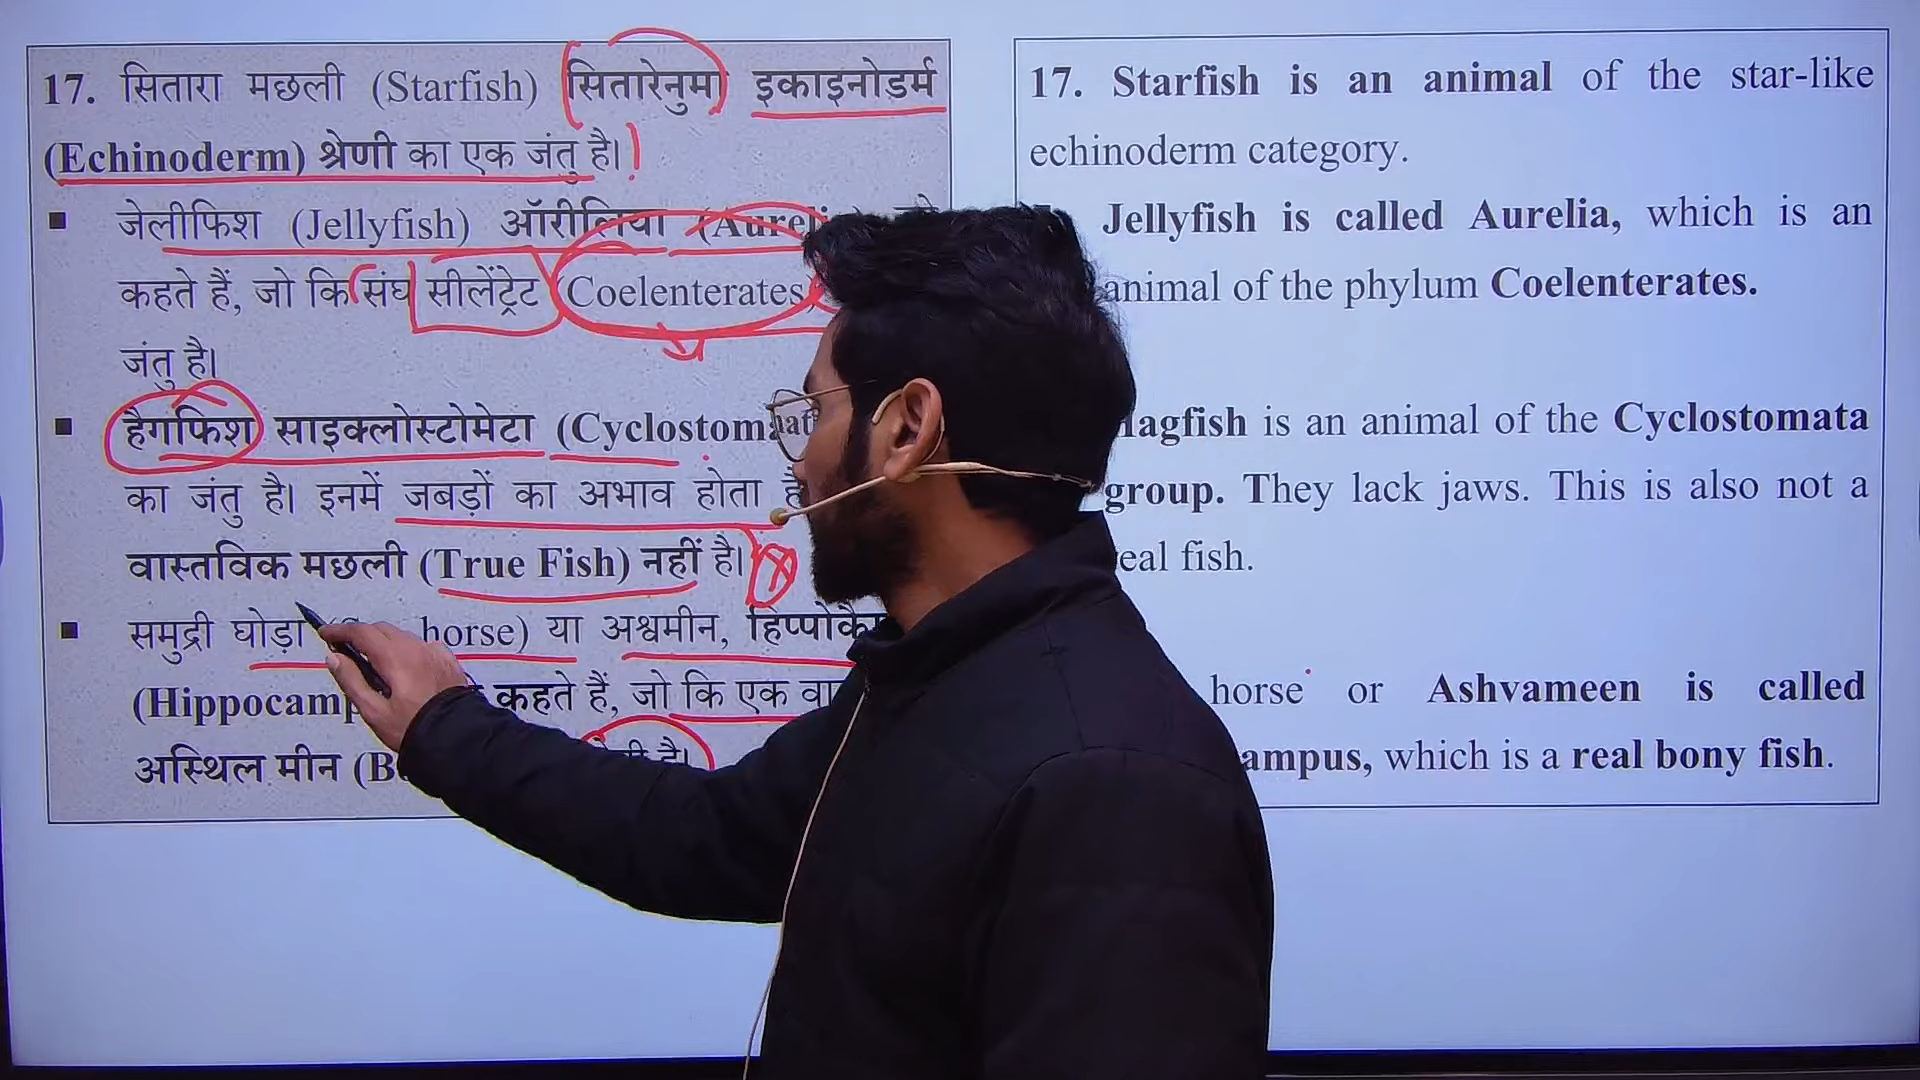 17. सितारा मछली (Starfish) सितारेनुमा इकाइनोडर्म
(Echinoderm) श्रेणी का एक जंतु है।
▪ जेलीफिश (Jellyfish) ऑरीलिया (Aurelia)
कहते हैं, जो कि संघ सीलेंट्रेट (Coelenterates)
जंतु है।
▪ हैगफिश साइक्लोस्टोमेटा (Cyclostomat
का जंतु है। इनमें जबड़ों का अभाव होता है
वास्तविक मछली (True Fish) नहीं है।
▪ समुद्री घोड़ा horse) या अश्वमीन,
(Hippocamp कहते हैं, जो कि एक
अस्थिल मीन है।
17. Starfish is an animal of the star-like
echinoderm category.
Jellyfish is called Aurelia, which is an
animal of the phylum Coelenterates.
Hagfish is an animal of the Cyclostomata
group. They lack jaws. This is also not a
eal fish.
horse or Ashvameen is called
ampus, which is a real bony fish.